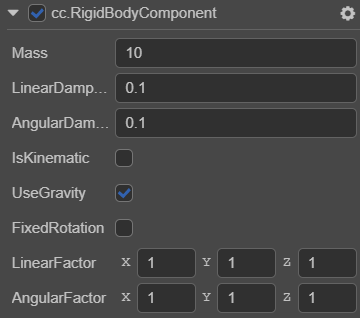 cc.RigidBodyComponent
Mass 10
LinearDamp... 0.1
AngularDam... 0.1
IsKinematic
UseGravity
FixedRotation
LinearFactor X 1 Y 1 Z 1
AngularFactor X 1 Y 1 Z 1